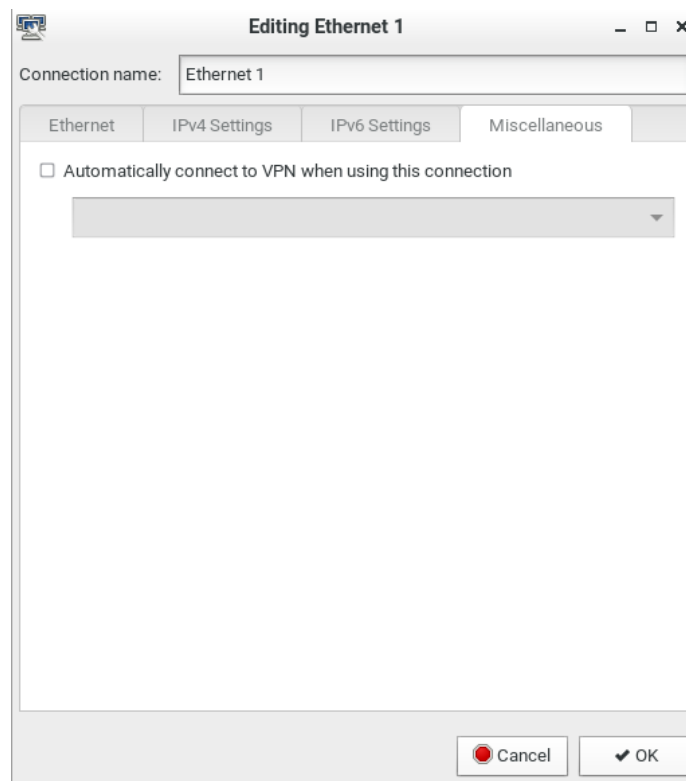 Editing Ethernet 1
Connection name: Ethernet 1
Ethernet IPv4 Settings IPv6 Settings Miscellaneous
Automatically connect to VPN when using this connection
Cancel OK